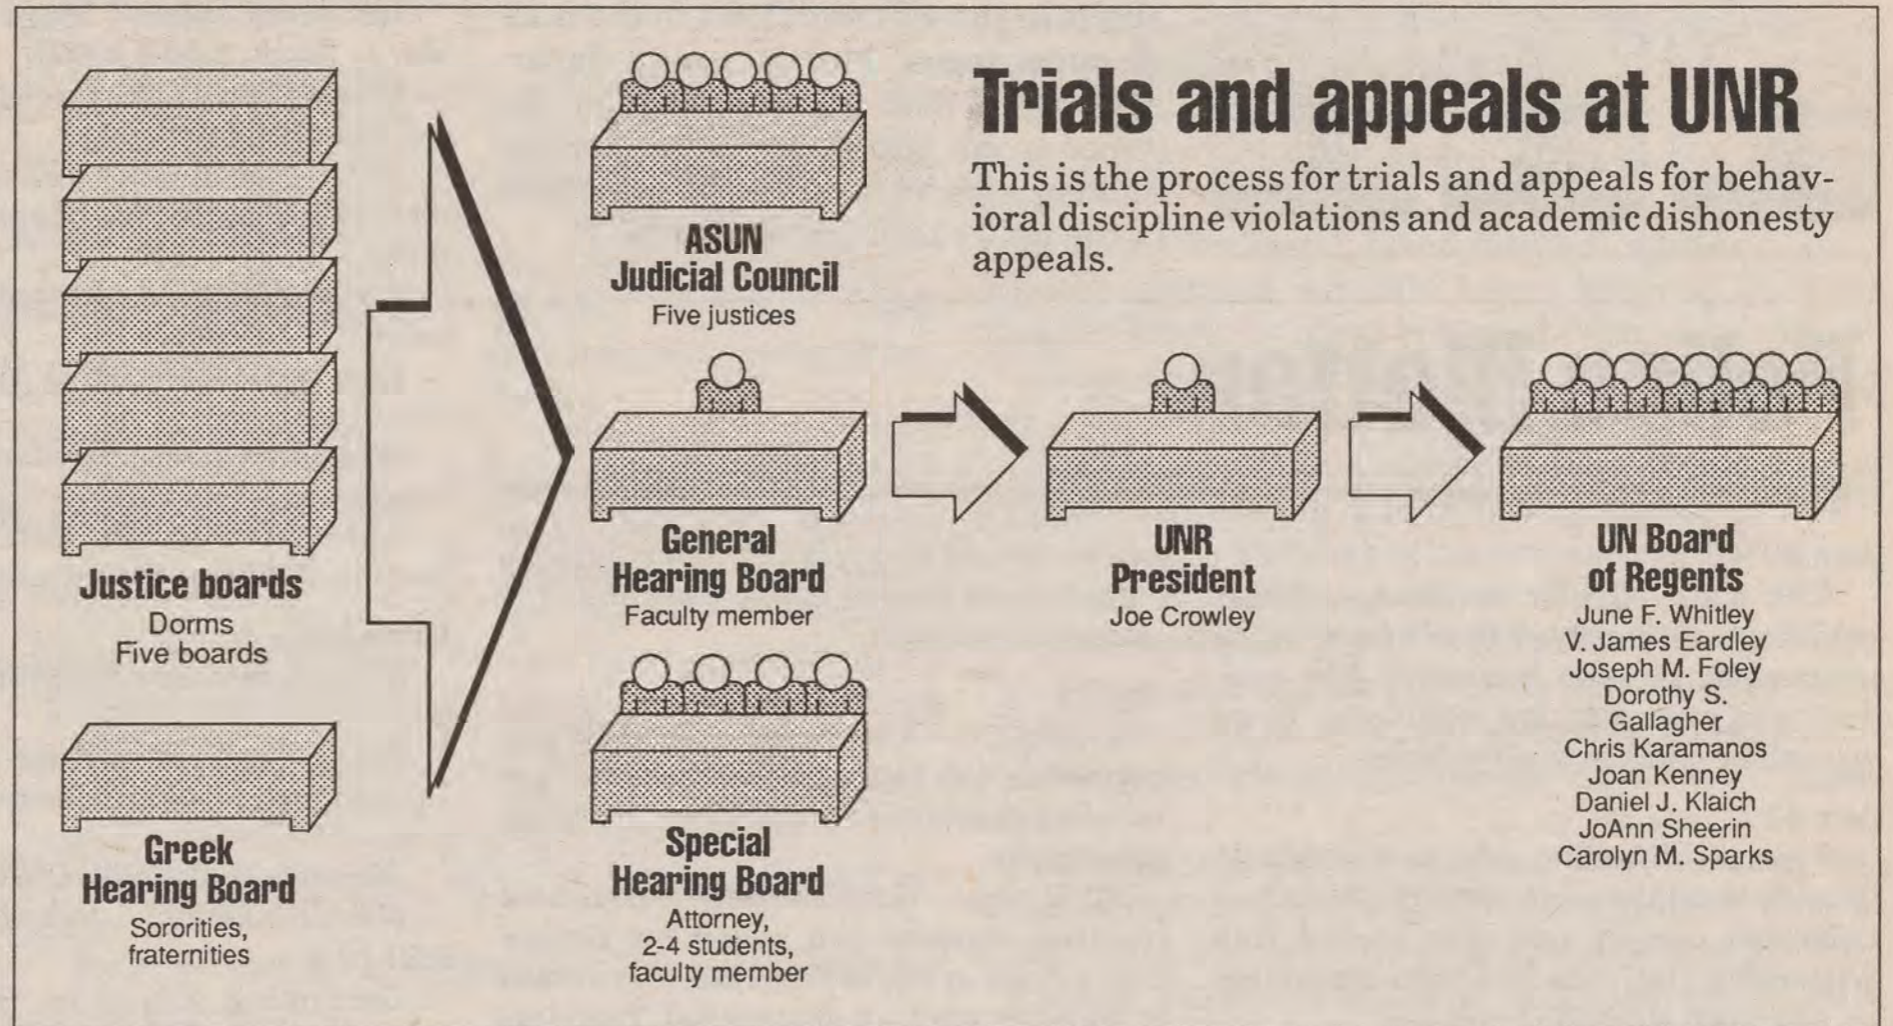 Trials and appeals at UNR
This is the process for trials and appeals for behav-
ioral discipline violations and academic dishonesty
appeals.
Justice boards
Dorms
Five boards
Greek
Hearing Board
Sororities,
fraternities
ASUN
Judicial Council
Five justices
General
Hearing Board
Faculty member
Special
Hearing Board
Attorney,
2-4 students,
faculty member
UNR
President
Joe Crowley
UN Board
of Regents
June F. Whitley
V. James Eardley
Joseph M. Foley
Dorothy S.
Gallagher
Chris Karamanos
Joan Kenney
Daniel J. Klaich
JoAnn Sheerin
Carolyn M. Sparks